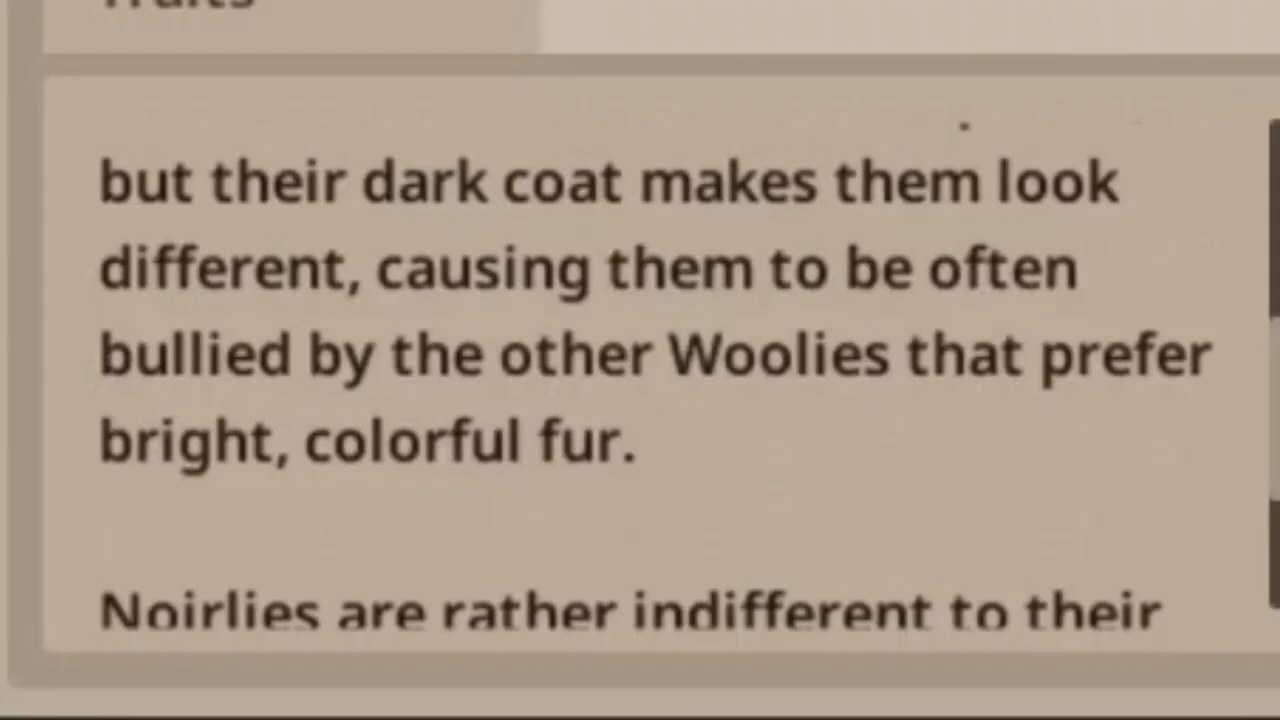 Traits
but their dark coat makes them look
different, causing them to be often
bullied by the other Woolies that prefer
bright, colorful fur.
Noirlies are rather indifferent to their